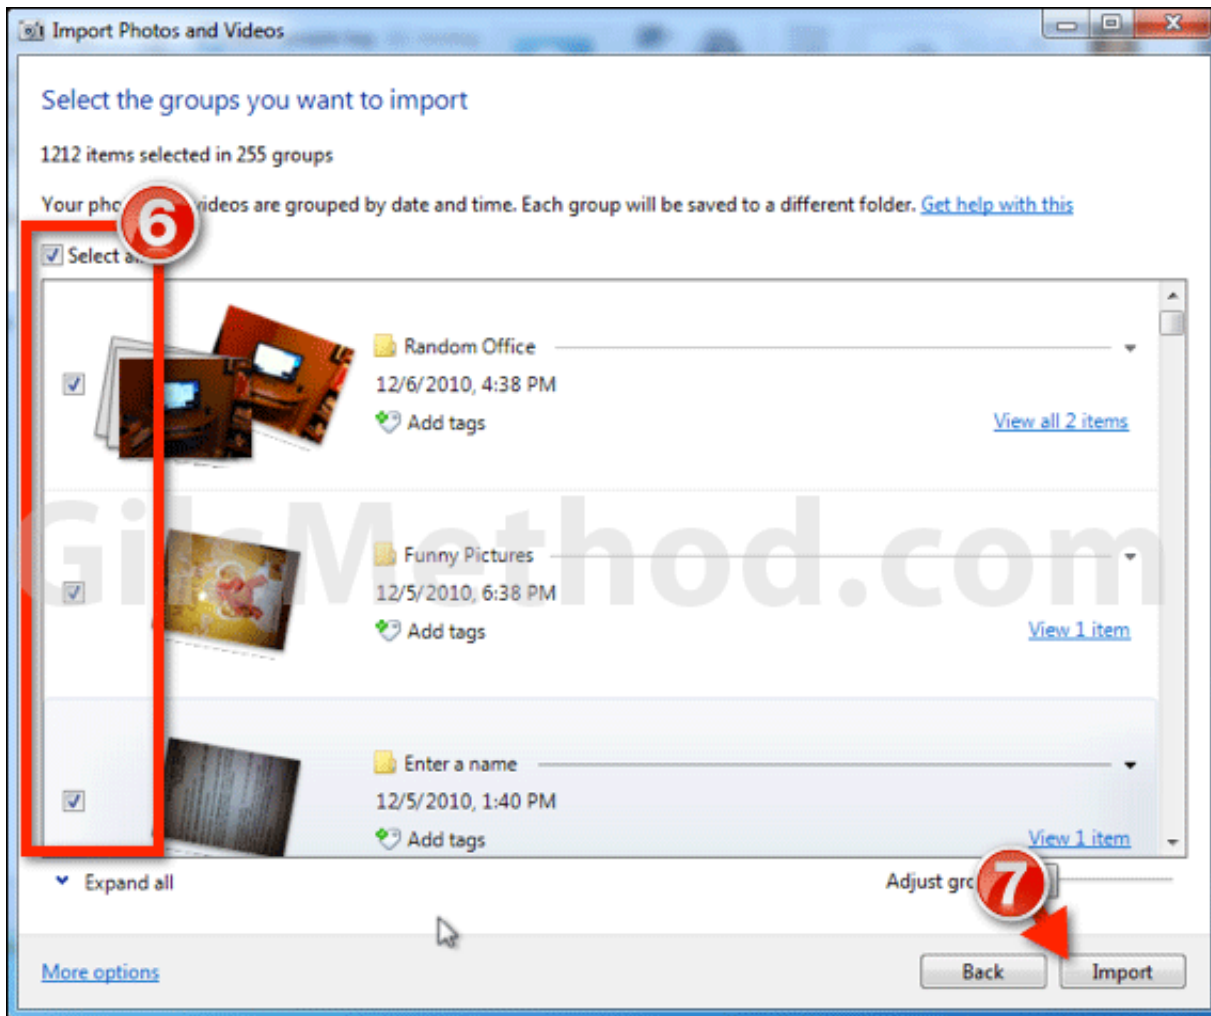 Import Photos and Videos
Select the groups you want to import
1212 items selected in 255 groups
Your videos are grouped by date and time. Each group will be saved to a different folder. Get help with this
6
Select
Random Office
12/6/2010, 4:38 PM
Add tags
View all 2 items
GilsMethod.com
Funny Pictures
12/5/2010, 6:38 PM
Add tags
View 1 item
Enter a name
12/5/2010, 1:40 PM
Add tags
View 1 item
Expand all
Adjust
7
More options
Back
Import